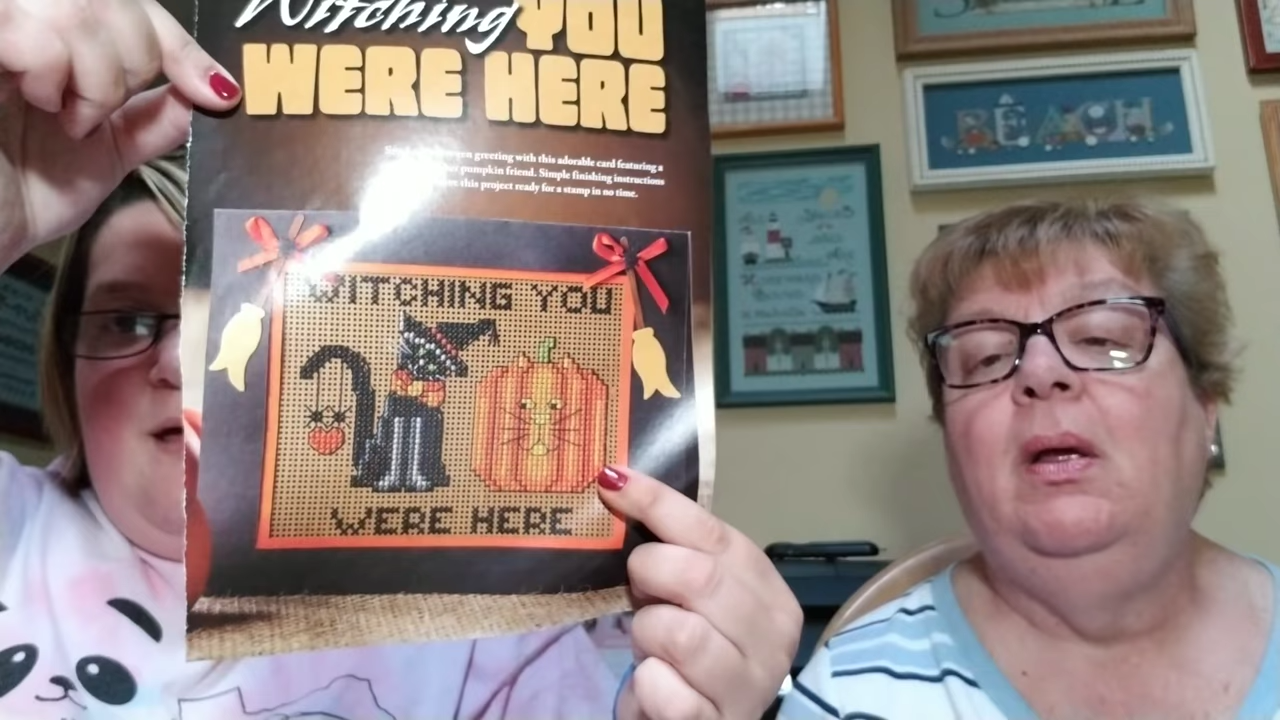 Witching YOU
WERE HERE
greeting with this adorable card featuring a
pumpkin friend. Simple finishing instructions
this project ready for a stamp in no time.
WITCHING YOU
WERE HERE
BEACH